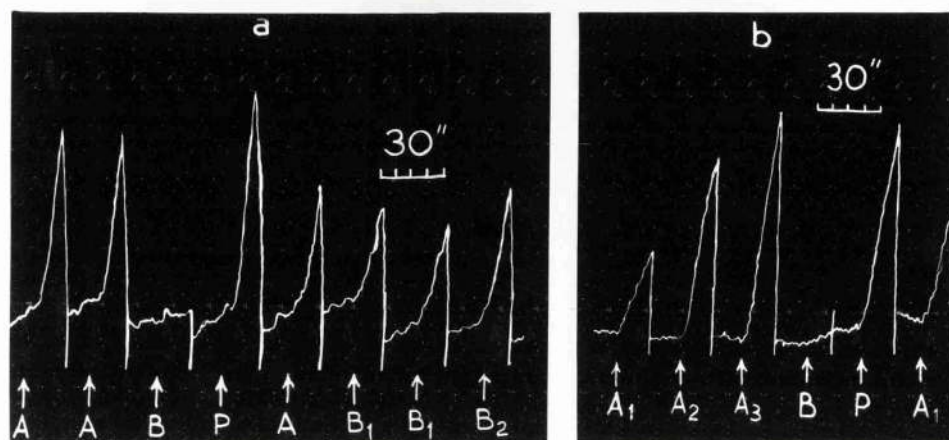 a
30"
A A B P A B₁ B₁ B₂
b
30"
A₁ A₂ A₃ B P A₁